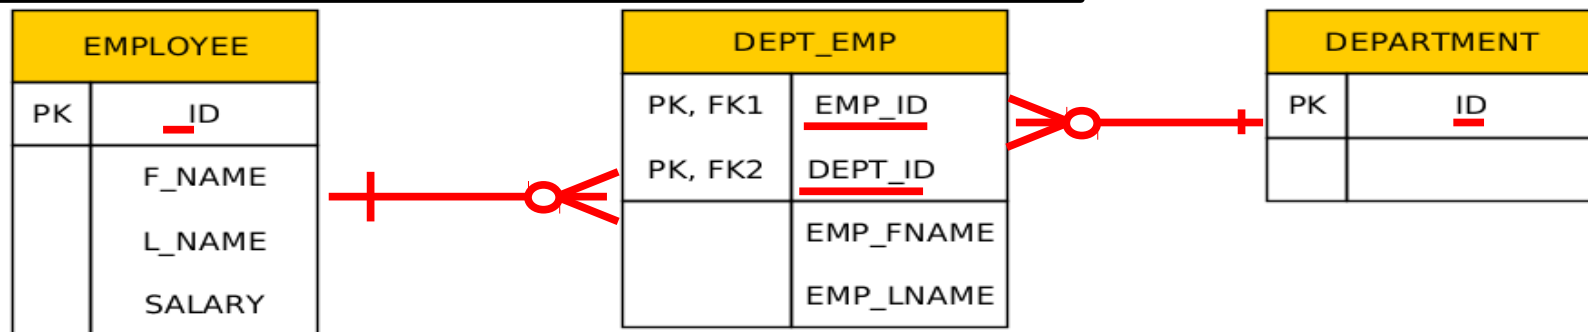 EMPLOYEE
PK ID
F_NAME
L_NAME
SALARY
DEPT_EMP
PK, FK1 EMP_ID
PK, FK2 DEPT_ID
EMP_FNAME
EMP_LNAME
DEPARTMENT
PK ID